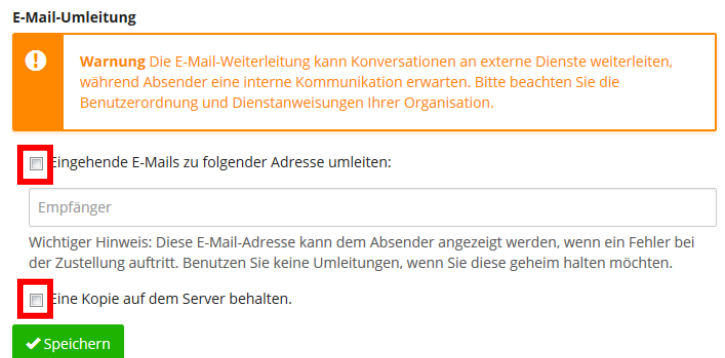 E-Mail-Umleitung
Warnung Die E-Mail-Weiterleitung kann Konversationen an externe Dienste weiterleiten,
während Absender eine interne Kommunikation erwarten. Bitte beachten Sie die
Benutzerordnung und Dienstanweisungen Ihrer Organisation.
Eingehende E-Mails zu folgender Adresse umleiten:
Empfänger
Wichtiger Hinweis: Diese E-Mail-Adresse kann dem Absender angezeigt werden, wenn ein Fehler bei
der Zustellung auftritt. Benutzen Sie keine Umleitungen, wenn Sie diese geheim halten möchten.
Eine Kopie auf dem Server behalten.
Speichern